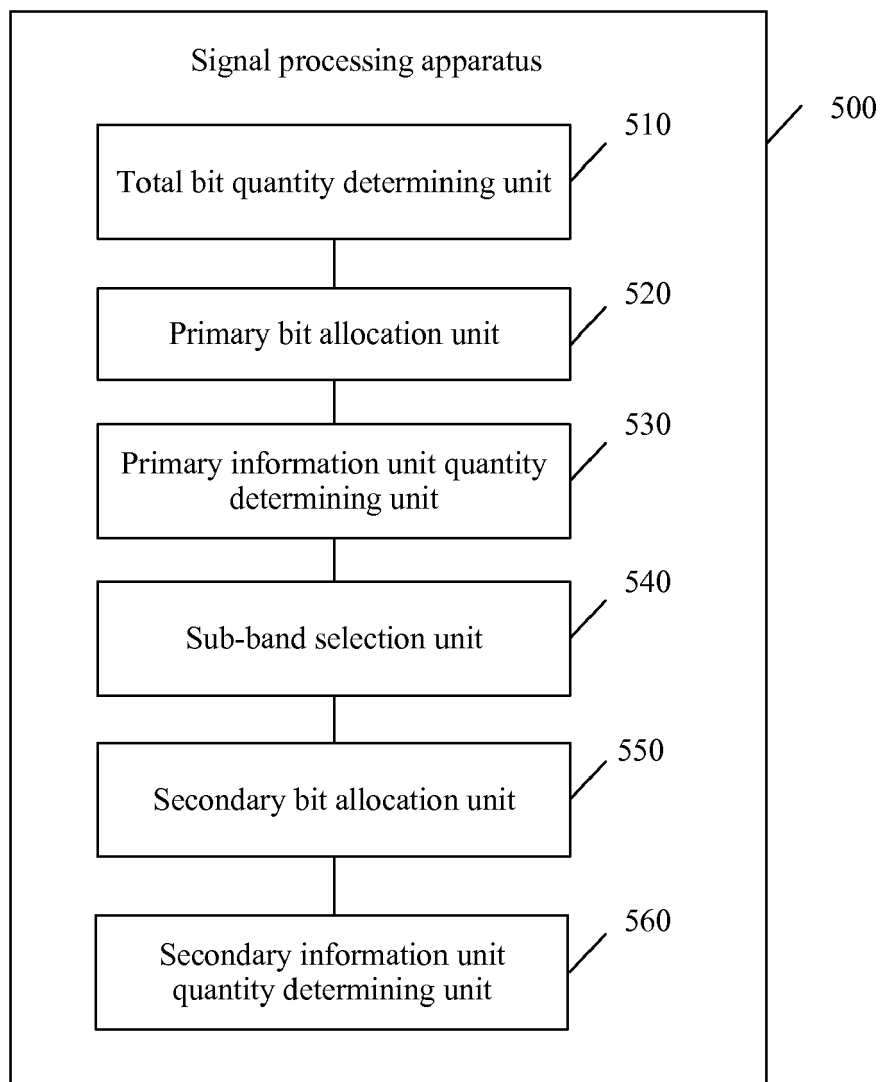 Signal processing apparatus
500
510
Total bit quantity determining unit
520
Primary bit allocation unit
530
Primary information unit quantity
determining unit
540
Sub-band selection unit
550
Secondary bit allocation unit
560
Secondary information unit
quantity determining unit